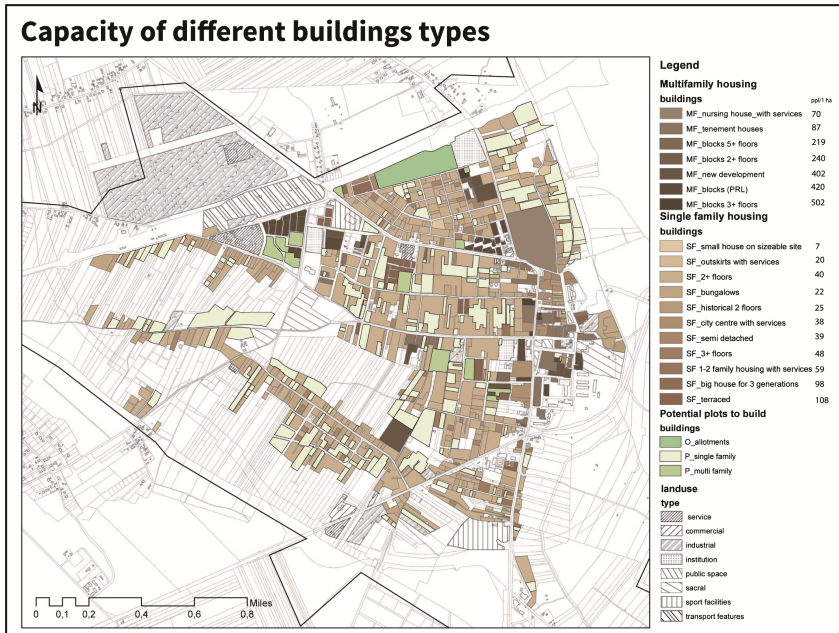 Capacity of different buildings types
N
Miles
0 0,1 0,2 0,4 0,6 0,8
Legend
Multifamily housing
buildings ppl/1 ha
MF_nursing house_with services 70
MF_tenement houses 87
MF_blocks 5+ floors 219
MF_blocks 2+ floors 240
MF_new development 402
MF_blocks (PRL) 420
MF_blocks 3+ floors 502
Single family housing
buildings
SF_small house on sizeable site 7
SF_outskirts with services 20
SF_2+ floors 40
SF_bungalows 22
SF_historical 2 floors 25
SF_city centre with services 38
SF_semi detached 39
SF_3+ floors 48
SF 1-2 family housing with services 59
SF_big house for 3 generations 98
SF_terraced 108
Potential plots to build
buildings
O_allotments
P_single family
P_multi family
landuse
type
service
commercial
industrial
institution
public space
sacral
sport facilities
transport features